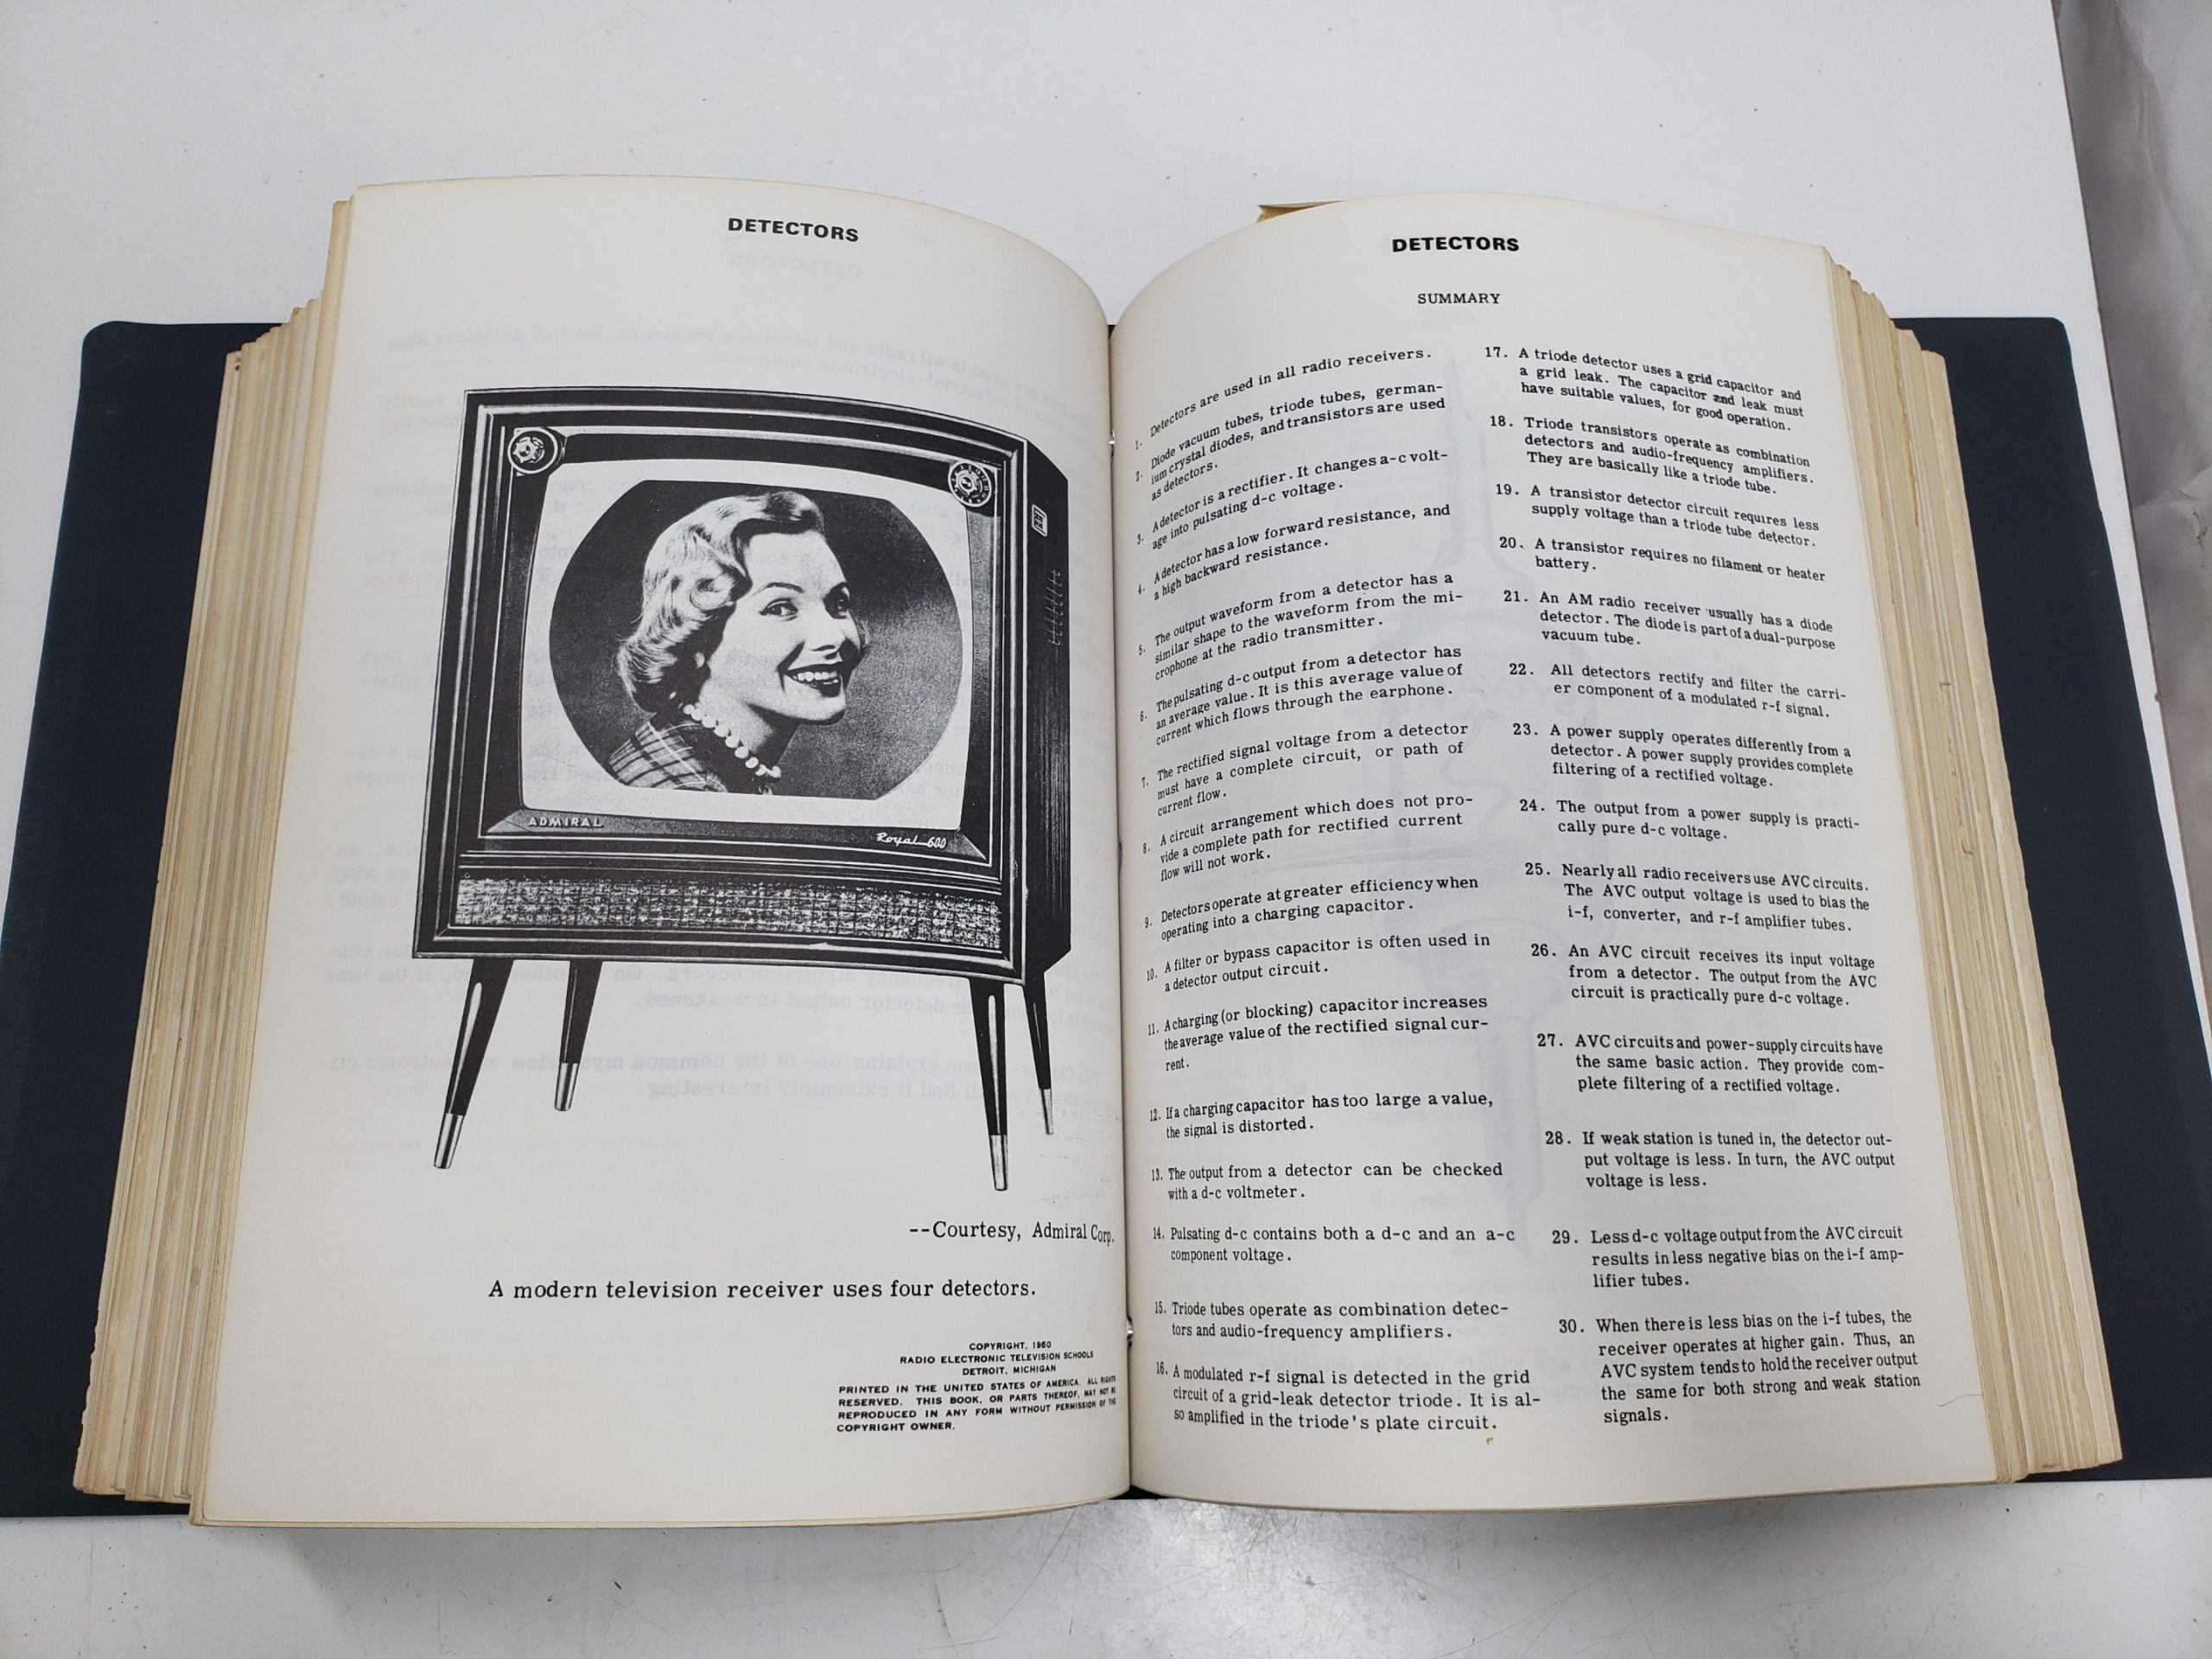 DETECTORS
ADMIRAL
Royal 600
--Courtesy, Admiral Corp.
A modern television receiver uses four detectors.
COPYRIGHT, 1960
RADIO ELECTRONIC TELEVISION SCHOOLS
DETROIT, MICHIGAN
PRINTED IN THE UNITED STATES OF AMERICA. ALL RIGHTS
RESERVED. THIS BOOK, OR PARTS THEREOF, MAY NOT BE
REPRODUCED IN ANY FORM WITHOUT PERMISSION OF THE
COPYRIGHT OWNER.
DETECTORS
SUMMARY
1. Detectors are used in all radio receivers.
2. Diode vacuum tubes, triode tubes, german-
ium crystal diodes, and transistors are used
as detectors.
3. A detector is a rectifier. It changes a-c volt-
age into pulsating d-c voltage.
4. A detector has a low forward resistance, and
a high backward resistance.
5. The output waveform from a detector has a
similar shape to the waveform from the mi-
crophone at the radio transmitter.
6. The pulsating d-c output from a detector has
an average value. It is this average value of
current which flows through the earphone.
7. The rectified signal voltage from a detector
must have a complete circuit, or path of
current flow.
8. A circuit arrangement which does not pro-
vide a complete path for rectified current
flow will not work.
9. Detectors operate at greater efficiency when
operating into a charging capacitor.
10. A filter or bypass capacitor is often used in
a detector output circuit.
11. A charging (or blocking) capacitor increases
the average value of the rectified signal cur-
rent.
12. If a charging capacitor has too large a value,
the signal is distorted.
13. The output from a detector can be checked
with a d-c voltmeter.
14. Pulsating d-c contains both a d-c and an a-c
component voltage.
15. Triode tubes operate as combination detec-
tors and audio-frequency amplifiers.
16. A modulated r-f signal is detected in the grid
circuit of a grid-leak detector triode. It is al-
so amplified in the triode's plate circuit.
17. A triode detector uses a grid capacitor and
a grid leak. The capacitor and leak must
have suitable values, for good operation.
18. Triode transistors operate as combination
detectors and audio-frequency amplifiers.
They are basically like a triode tube.
19. A transistor detector circuit requires less
supply voltage than a triode tube detector.
20. A transistor requires no filament or heater
battery.
21. An AM radio receiver usually has a diode
detector. The diode is part of a dual-purpose
vacuum tube.
22. All detectors rectify and filter the carri-
er component of a modulated r-f signal.
23. A power supply operates differently from a
detector. A power supply provides complete
filtering of a rectified voltage.
24. The output from a power supply is practi-
cally pure d-c voltage.
25. Nearly all radio receivers use AVC circuits.
The AVC output voltage is used to bias the
i-f, converter, and r-f amplifier tubes.
26. An AVC circuit receives its input voltage
from a detector. The output from the AVC
circuit is practically pure d-c voltage.
27. AVC circuits and power-supply circuits have
the same basic action. They provide com-
plete filtering of a rectified voltage.
28. If weak station is tuned in, the detector out-
put voltage is less. In turn, the AVC output
voltage is less.
29. Less d-c voltage output from the AVC circuit
results in less negative bias on the i-f amp-
lifier tubes.
30. When there is less bias on the i-f tubes, the
receiver operates at higher gain. Thus, an
AVC system tends to hold the receiver output
the same for both strong and weak station
signals.